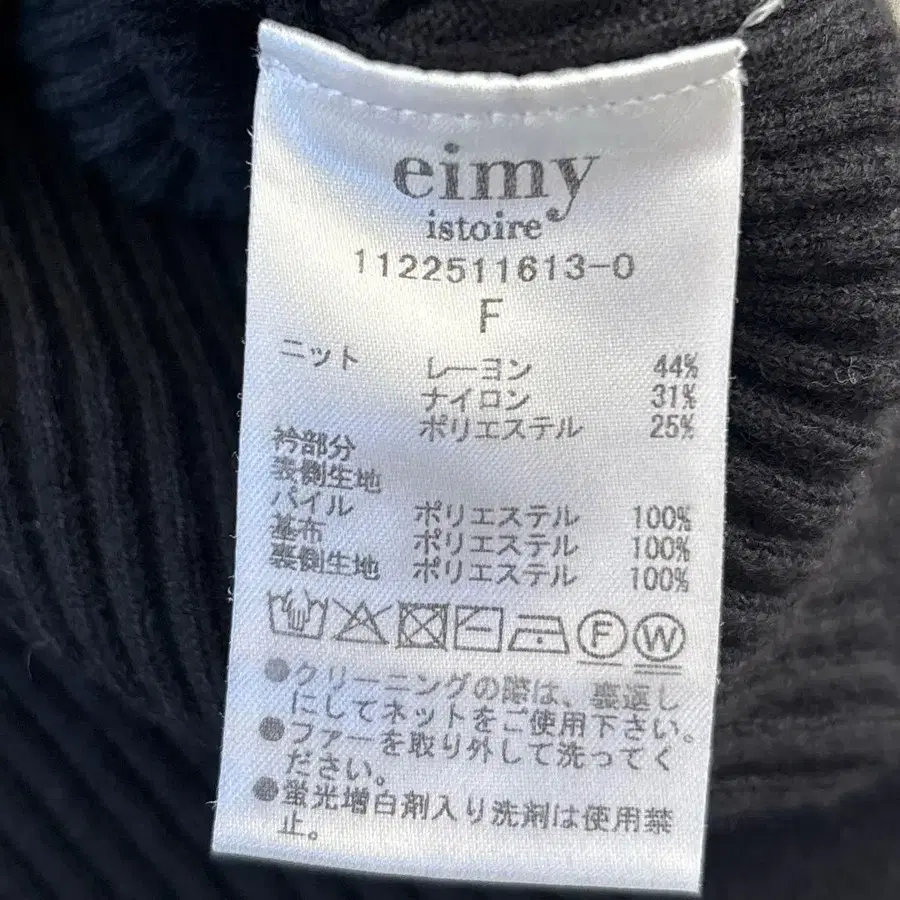 eimy
istoire
1122511613-0
F
ニット レーヨン 44%
ナイロン 31%
ポリエステル 25%
衿部分
表側生地
パイル ポリエステル 100%
基布 ポリエステル 100%
裏側生地 ポリエステル 100%
F W
●クリーニングの際は、裏返し
にしてネットをご使用下さい。
●ファーを取り外して洗ってく
ださい。
●蛍光増白剤入り洗剤は使用禁
止。